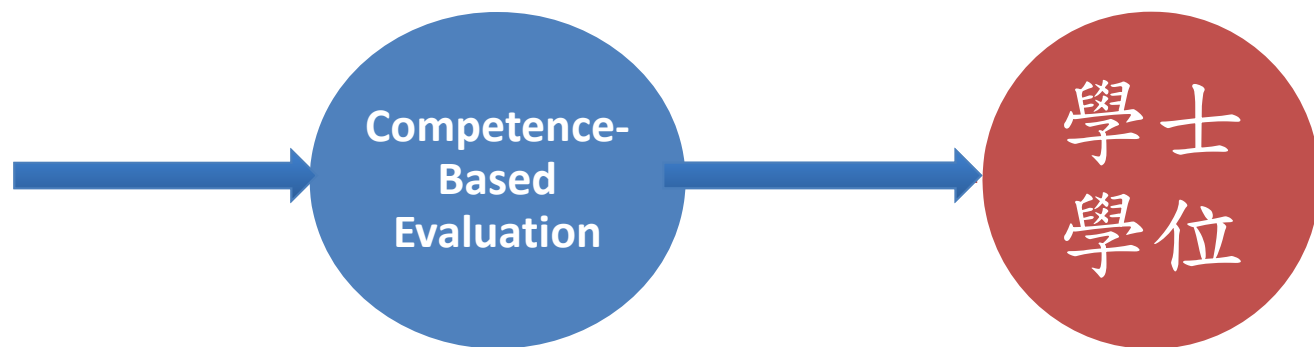 Competence-
Based
Evaluation
學士
學位